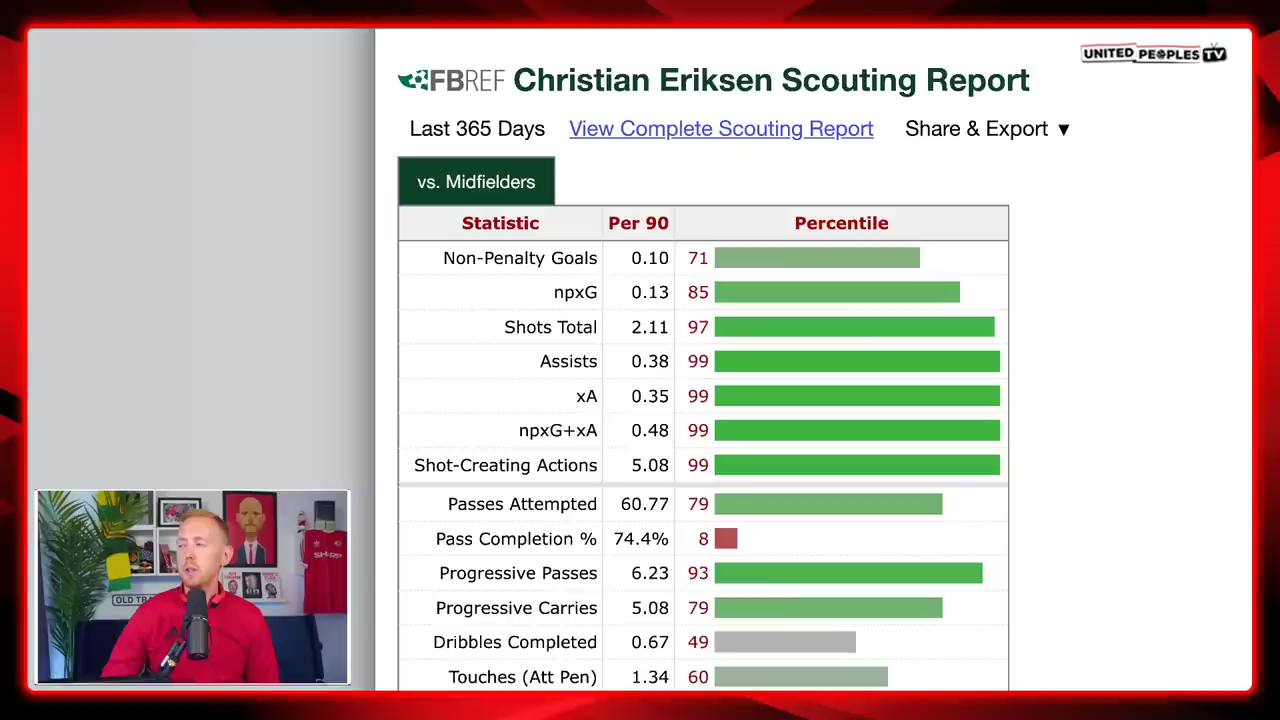 UNITED PEOPLES TV
FBREF Christian Eriksen Scouting Report
Last 365 Days View Complete Scouting Report Share & Export ▼
vs. Midfielders
Statistic Per 90 Percentile
Non-Penalty Goals 0.10 71
npxG 0.13 85
Shots Total 2.11 97
Assists 0.38 99
xA 0.35 99
npxG+xA 0.48 99
Shot-Creating Actions 5.08 99
Passes Attempted 60.77 79
Pass Completion % 74.4% 8
Progressive Passes 6.23 93
Progressive Carries 5.08 79
Dribbles Completed 0.67 49
Touches (Att Pen) 1.34 60
SHARP
OLD TRA